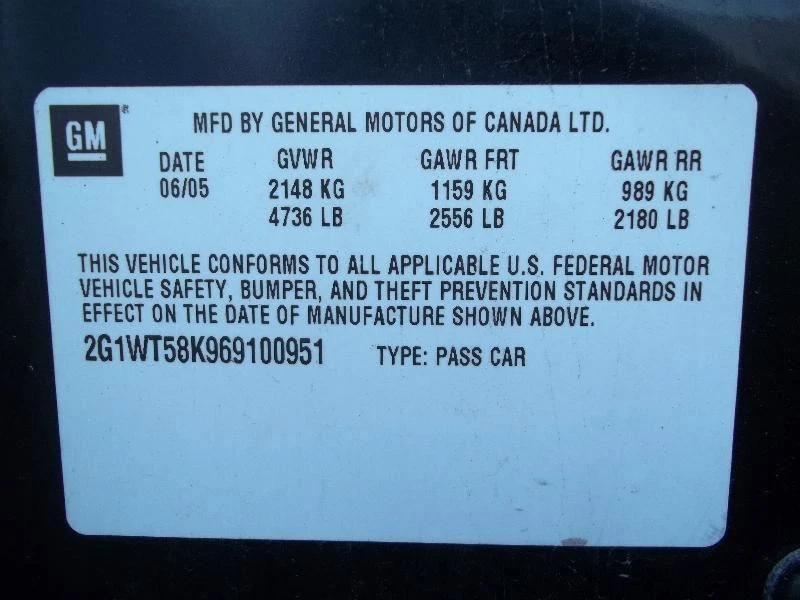 GM®
MFD BY GENERAL MOTORS OF CANADA LTD.
DATE GVWR GAWR FRT GAWR RR
06/05 2148 KG 1159 KG 989 KG
4736 LB 2556 LB 2180 LB
THIS VEHICLE CONFORMS TO ALL APPLICABLE U.S. FEDERAL MOTOR
VEHICLE SAFETY, BUMPER, AND THEFT PREVENTION STANDARDS IN
EFFECT ON THE DATE OF MANUFACTURE SHOWN ABOVE.
2G1WT58K969100951 TYPE: PASS CAR